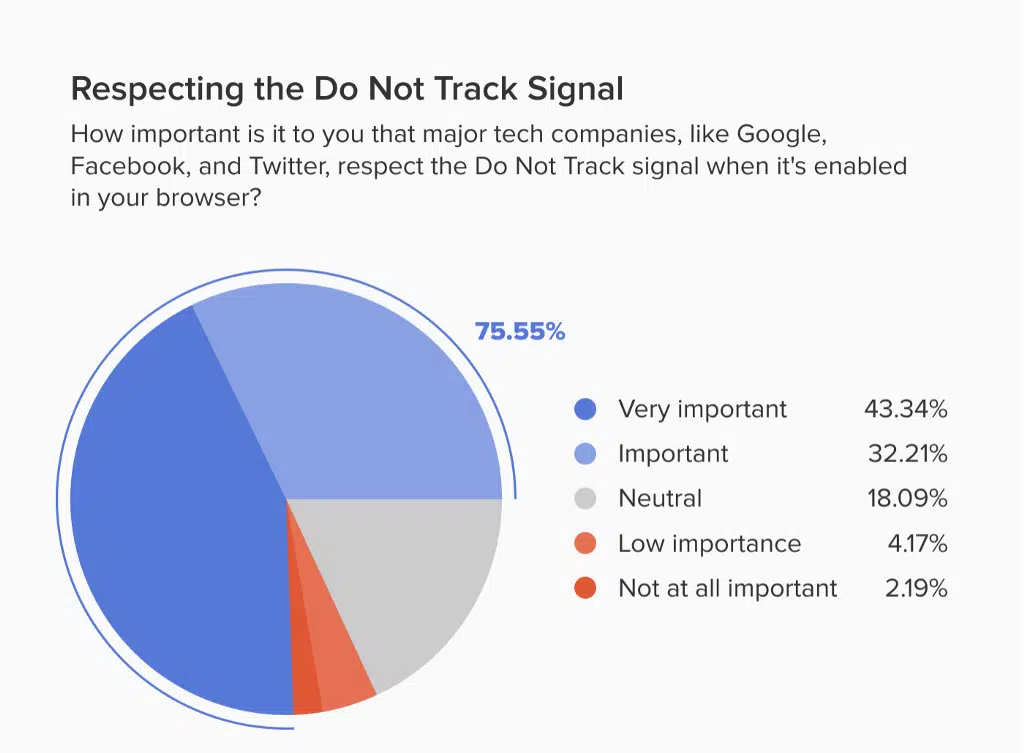 Respecting the Do Not Track Signal
How important is it to you that major tech companies, like Google,
Facebook, and Twitter, respect the Do Not Track signal when it's enabled
in your browser?
75.55%
Very important 43.34%
Important 32.21%
Neutral 18.09%
Low importance 4.17%
Not at all important 2.19%